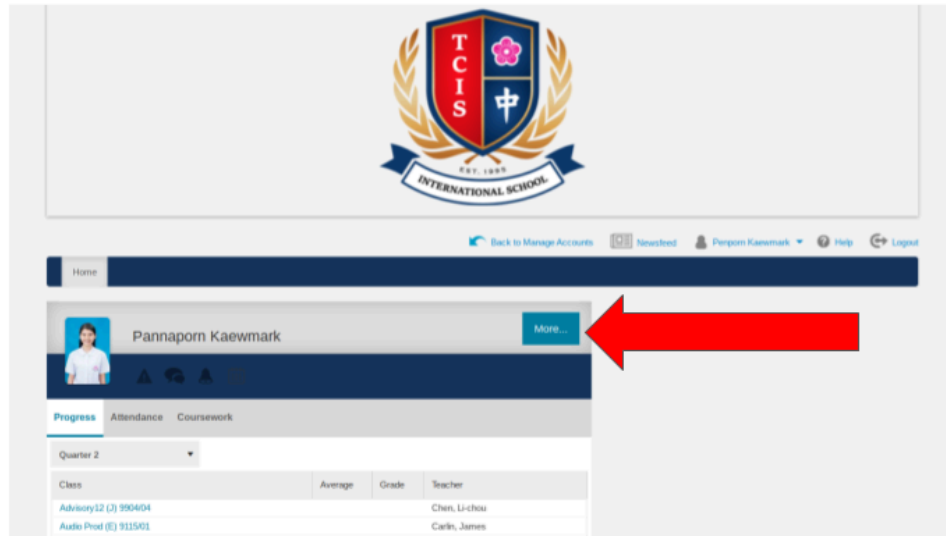 T
C
I
S
中
EST. 1995
INTERNATIONAL SCHOOL
Back to Manage Accounts Newsfeed Penporn Kaewmark Help Logout
Home
Pannaporn Kaewmark More...
Progress Attendance Coursework
Quarter 2
Class Average Grade Teacher
Advisory12 (J) 9904/04 Chen, Li-chou
Audio Prod (E) 9115/01 Carlin, James